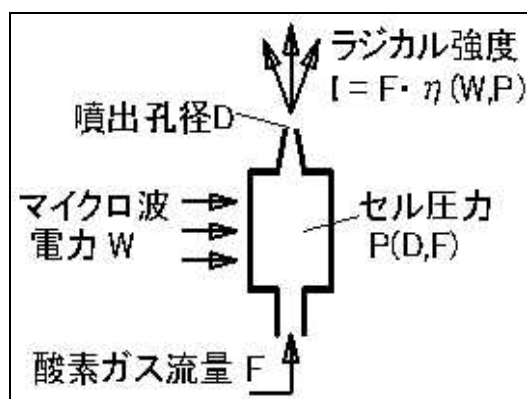 ラジカル強度
I = F・η(W,P)
噴出孔径D
マイクロ波
電力 W
セル圧力
P(D,F)
酸素ガス流量 F